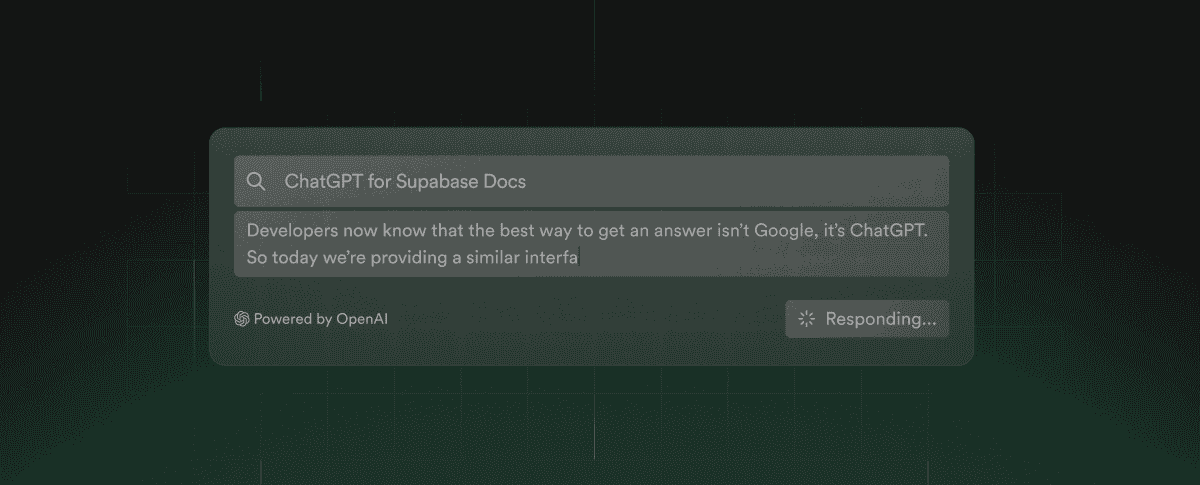 ChatGPT for Supabase Docs
Developers now know that the best way to get an answer isn’t Google, it’s ChatGPT.
So today we’re providing a similar interfa
Powered by OpenAI
Responding...